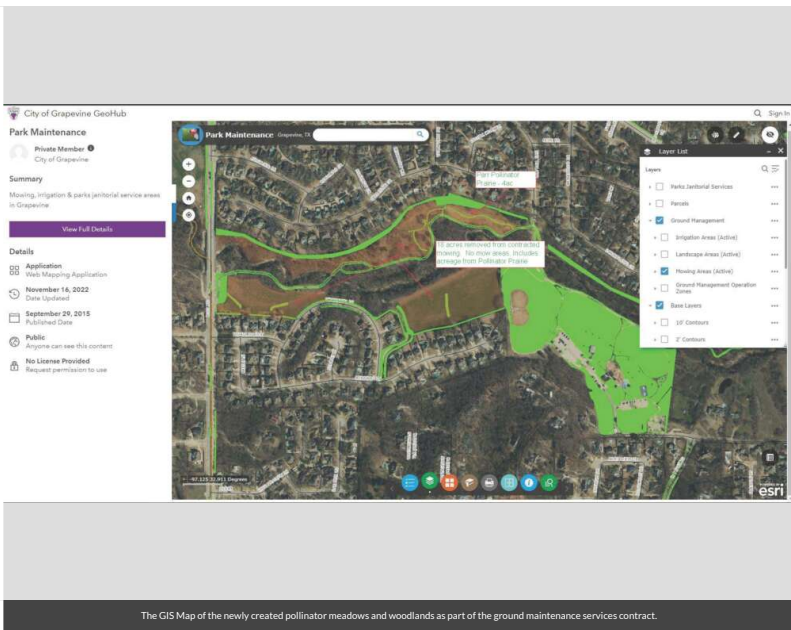 City of Grapevine GeoHub
Sign In
Park Maintenance
Private Member
City of Grapevine
Summary
Mowing, irrigation & parks janitorial service areas
in Grapevine
View Full Details
Details
Application
Web Mapping Application
November 16, 2022
Date Updated
September 29, 2015
Published Date
Public
Anyone can see this content
No License Provided
Request permission to use
Park Maintenance Grapevine, TX
Parr Pollinator
Prairie - 4ac
18 acres removed from contracted
mowing. No mow areas. Includes
acreage from Pollinator Prairie
Layer List
Layers
Parks Janitorial Services
Parcels
Ground Management
Irrigation Areas (Active)
Landscape Areas (Active)
Mowing Areas (Active)
Ground Management Operation
Zones
Base Layers
10' Contours
2' Contours
-97.125 32.911 Degrees
esri
The GIS Map of the newly created pollinator meadows and woodlands as part of the ground maintenance services contract.